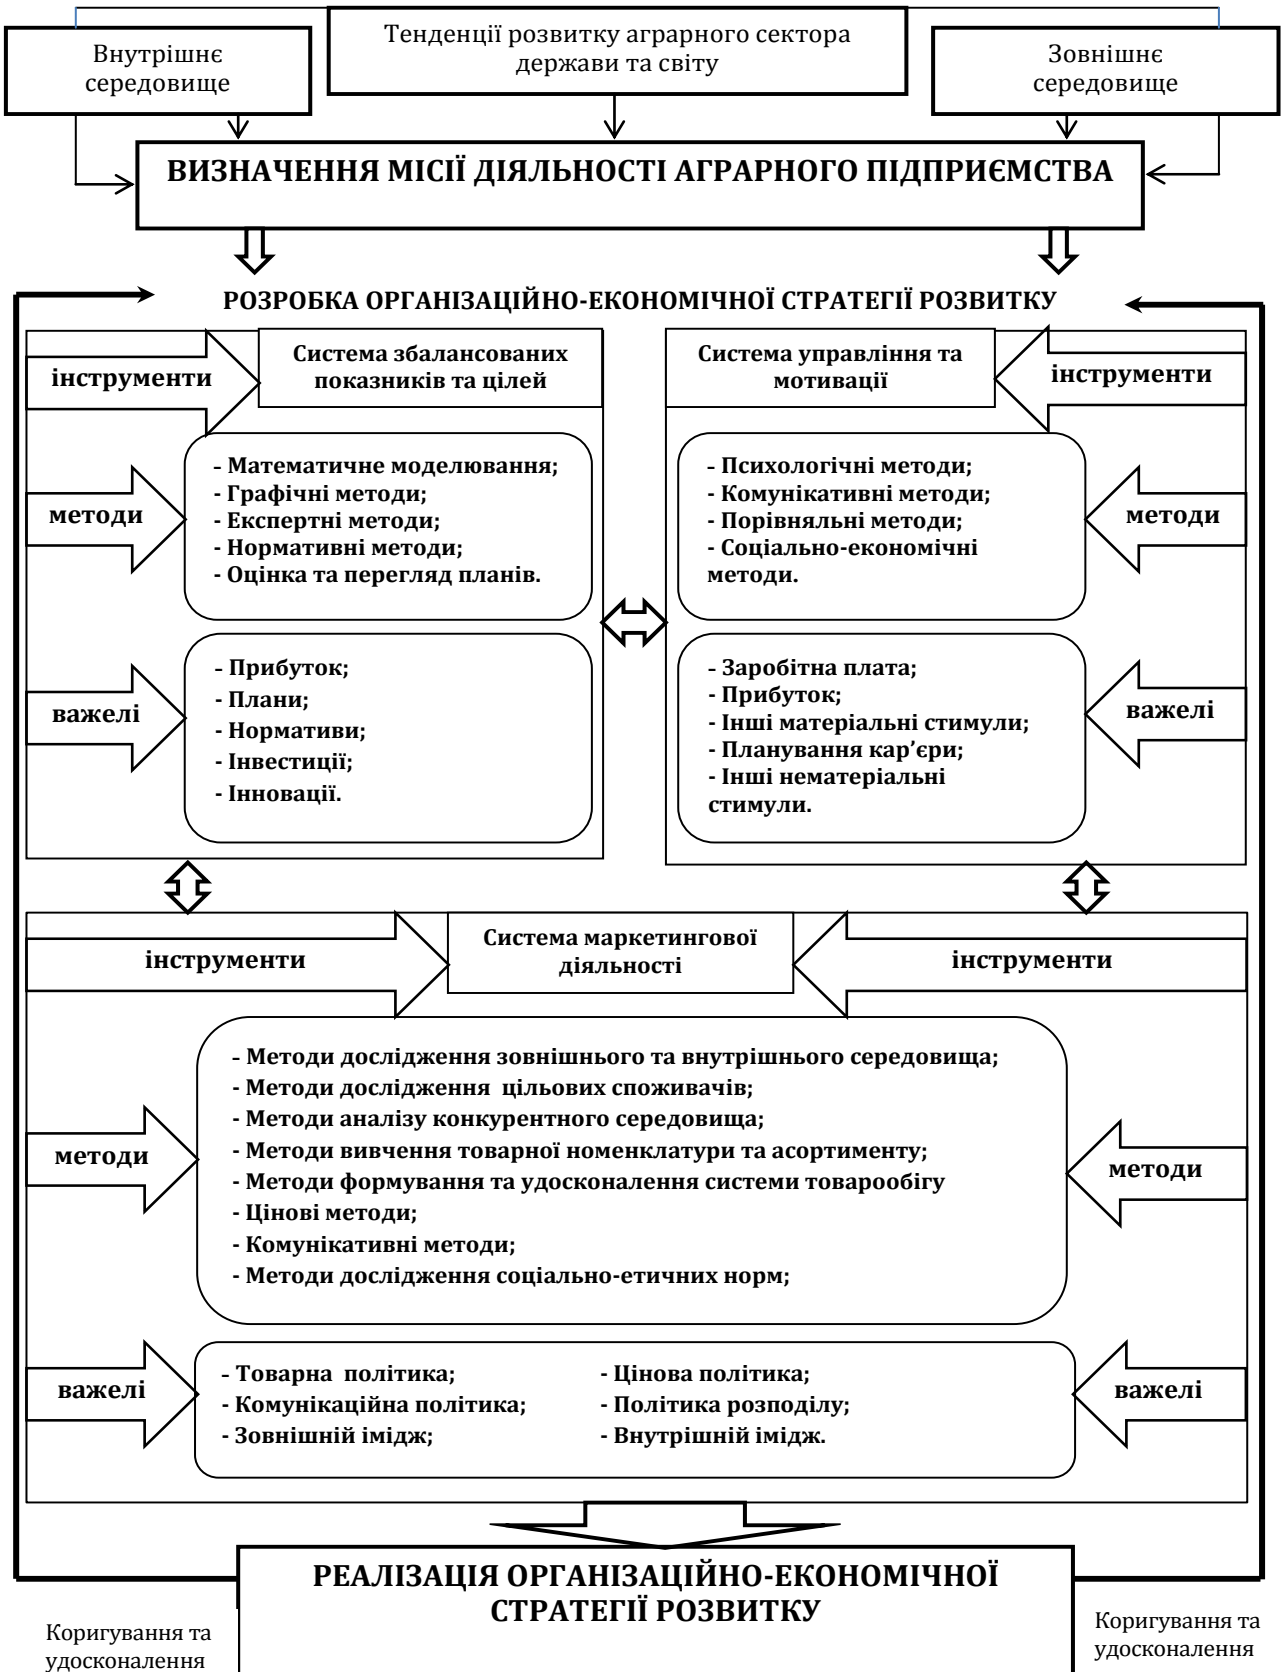 Внутрішнє
середовище
Тенденції розвитку аграрного сектора
держави та світу
Зовнішнє
середовище
ВИЗНАЧЕННЯ МІСІЇ ДІЯЛЬНОСТІ АГРАРНОГО ПІДПРИЄМСТВА
РОЗРОБКА ОРГАНІЗАЦІЙНО-ЕКОНОМІЧНОЇ СТРАТЕГІЇ РОЗВИТКУ
інструменти
Система збалансованих
показників та цілей
методи
- Математичне моделювання;
- Графічні методи;
- Експертні методи;
- Нормативні методи;
- Оцінка та перегляд планів.
важелі
- Прибуток;
- Плани;
- Нормативи;
- Інвестиції;
- Інновації.
Система управління та
мотивації
інструменти
- Психологічні методи;
- Комунікативні методи;
- Порівняльні методи;
- Соціально-економічні
методи.
методи
- Заробітна плата;
- Прибуток;
- Інші матеріальні стимули;
- Планування кар’єри;
- Інші нематеріальні
стимули.
важелі
інструменти
Система маркетингової
діяльності
інструменти
методи
- Методи дослідження зовнішнього та внутрішнього середовища;
- Методи дослідження цільових споживачів;
- Методи аналізу конкурентного середовища;
- Методи вивчення товарної номенклатури та асортименту;
- Методи формування та удосконалення системи товарообігу
- Цінові методи;
- Комунікативні методи;
- Методи дослідження соціально-етичних норм;
методи
важелі
- Товарна політика; - Цінова політика;
- Комунікаційна політика; - Політика розподілу;
- Зовнішній імідж; - Внутрішній імідж.
важелі
РЕАЛІЗАЦІЯ ОРГАНІЗАЦІЙНО-ЕКОНОМІЧНОЇ
СТРАТЕГІЇ РОЗВИТКУ
Коригування та
удосконалення
Коригування та
удосконалення